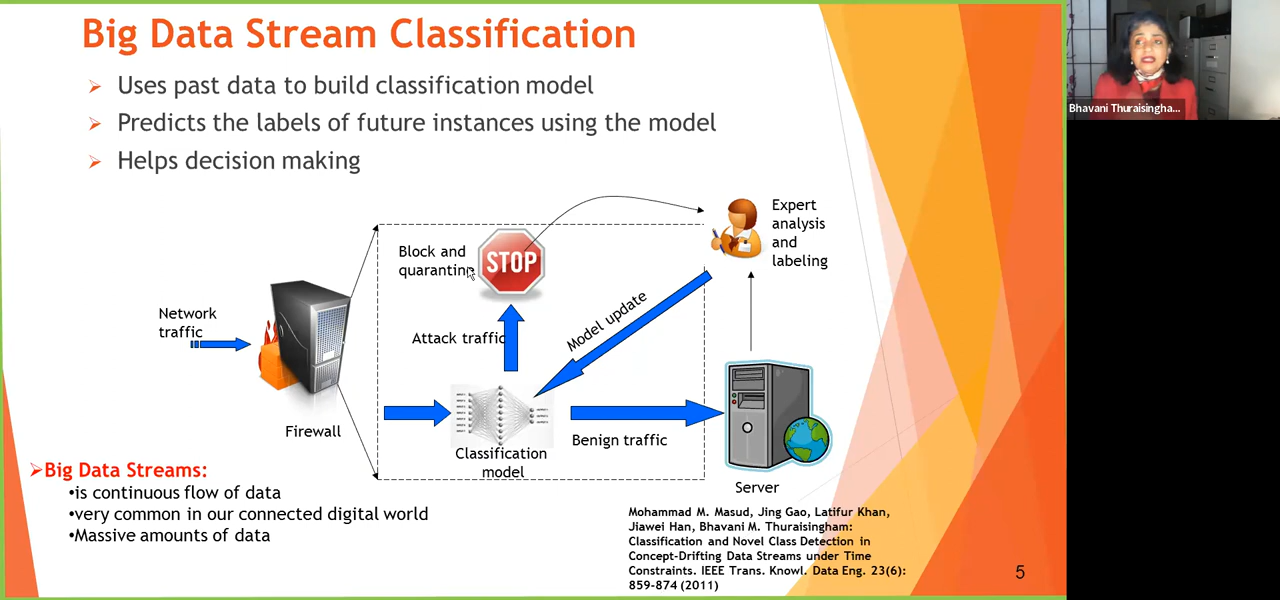 Big Data Stream Classification
Uses past data to build classification model
Predicts the labels of future instances using the model
Helps decision making
Bhavani Thuraisingha...
Expert
analysis
and
labeling
Block and
quarantine
STOP
Network
traffic
Model update
Attack traffic
Firewall
Benign traffic
Classification
model
Server
Big Data Streams:
•is continuous flow of data
•very common in our connected digital world
•Massive amounts of data
Mohammad M. Masud, Jing Gao, Latifur Khan,
Jiawei Han, Bhavani M. Thuraisingham:
Classification and Novel Class Detection in
Concept-Drifting Data Streams under Time
Constraints. IEEE Trans. Knowl. Data Eng. 23(6):
859-874 (2011)
5